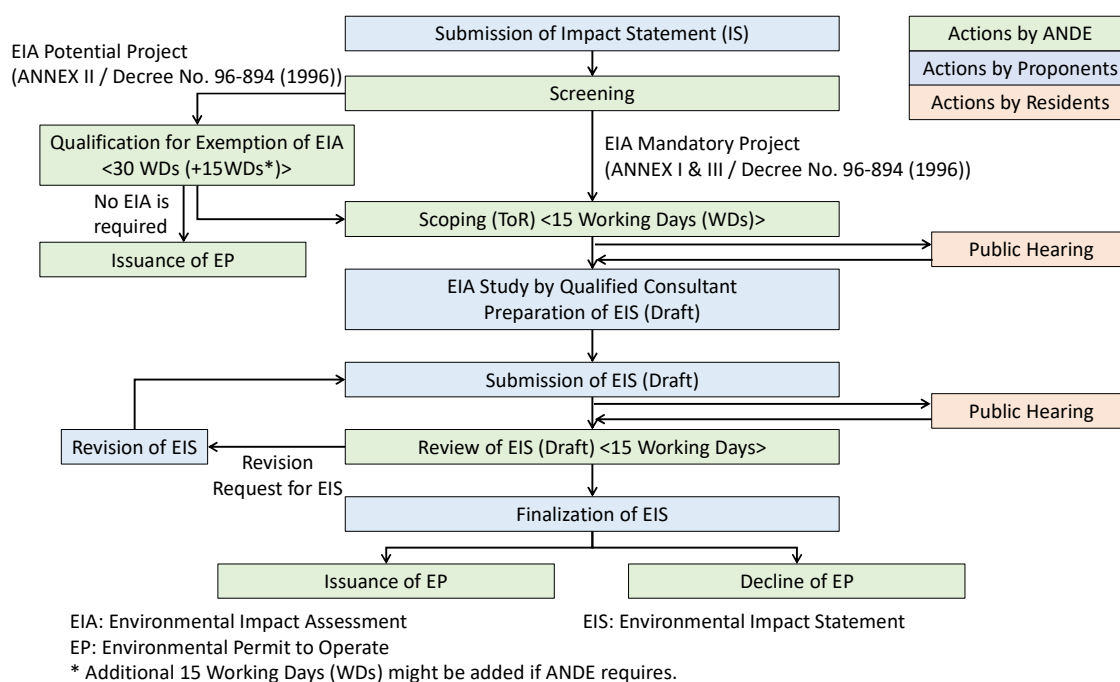 Submission of Impact Statement (IS)
Actions by ANDE
Actions by Proponents
Actions by Residents
EIA Potential Project
(ANNEX II / Decree No. 96-894 (1996))
Screening
Qualification for Exemption of EIA
<30 WDs (+15WDs*)>
EIA Mandatory Project
(ANNEX I & III / Decree No. 96-894 (1996))
No EIA is
required
Scoping (ToR) <15 Working Days (WDs)>
Issuance of EP
Public Hearing
EIA Study by Qualified Consultant
Preparation of EIS (Draft)
Submission of EIS (Draft)
Public Hearing
Revision of EIS
Review of EIS (Draft) <15 Working Days>
Revision
Request for EIS
Finalization of EIS
Issuance of EP
Decline of EP
EIA: Environmental Impact Assessment
EIS: Environmental Impact Statement
EP: Environmental Permit to Operate
* Additional 15 Working Days (WDs) might be added if ANDE requires.